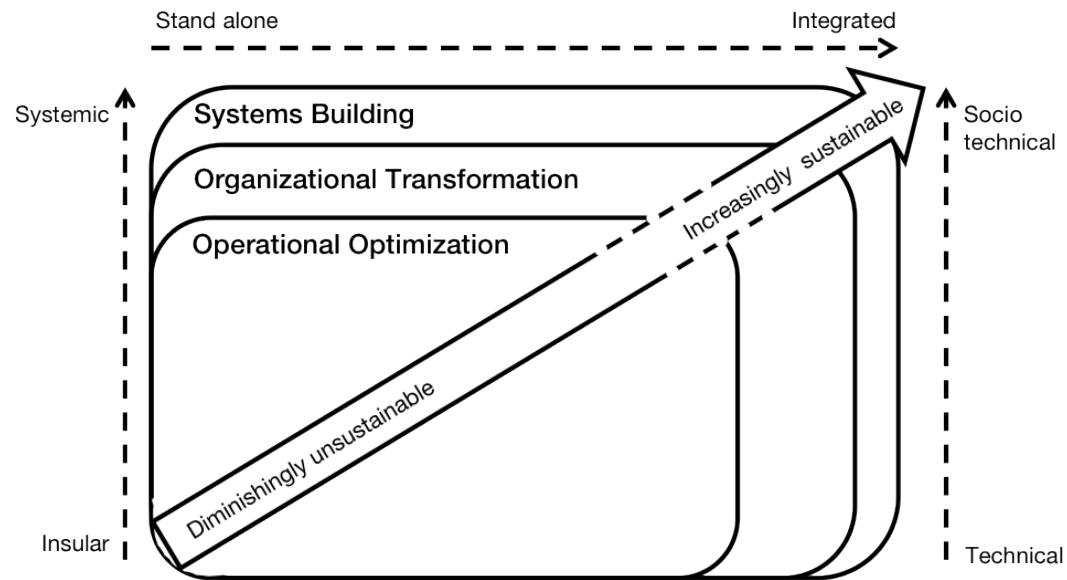 Stand alone
Integrated
Systemic
Systems Building
Socio
technical
Organizational Transformation
Increasingly sustainable
Operational Optimization
Diminishingly unsustainable
Insular
Technical